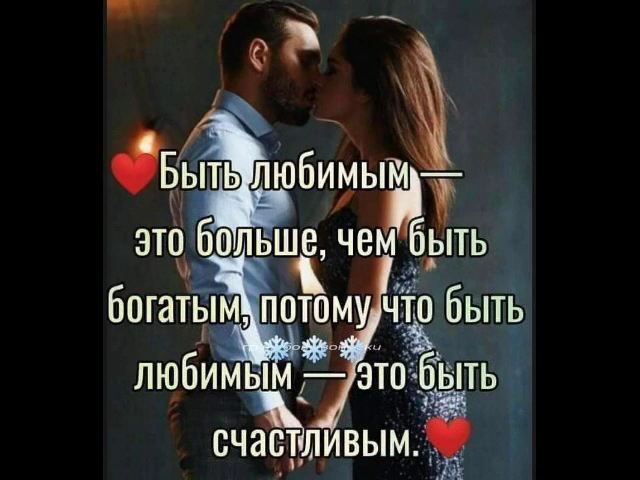 Быть любимым —
это больше, чем быть
богатым, потому что быть
любимым — это быть
счастливым.